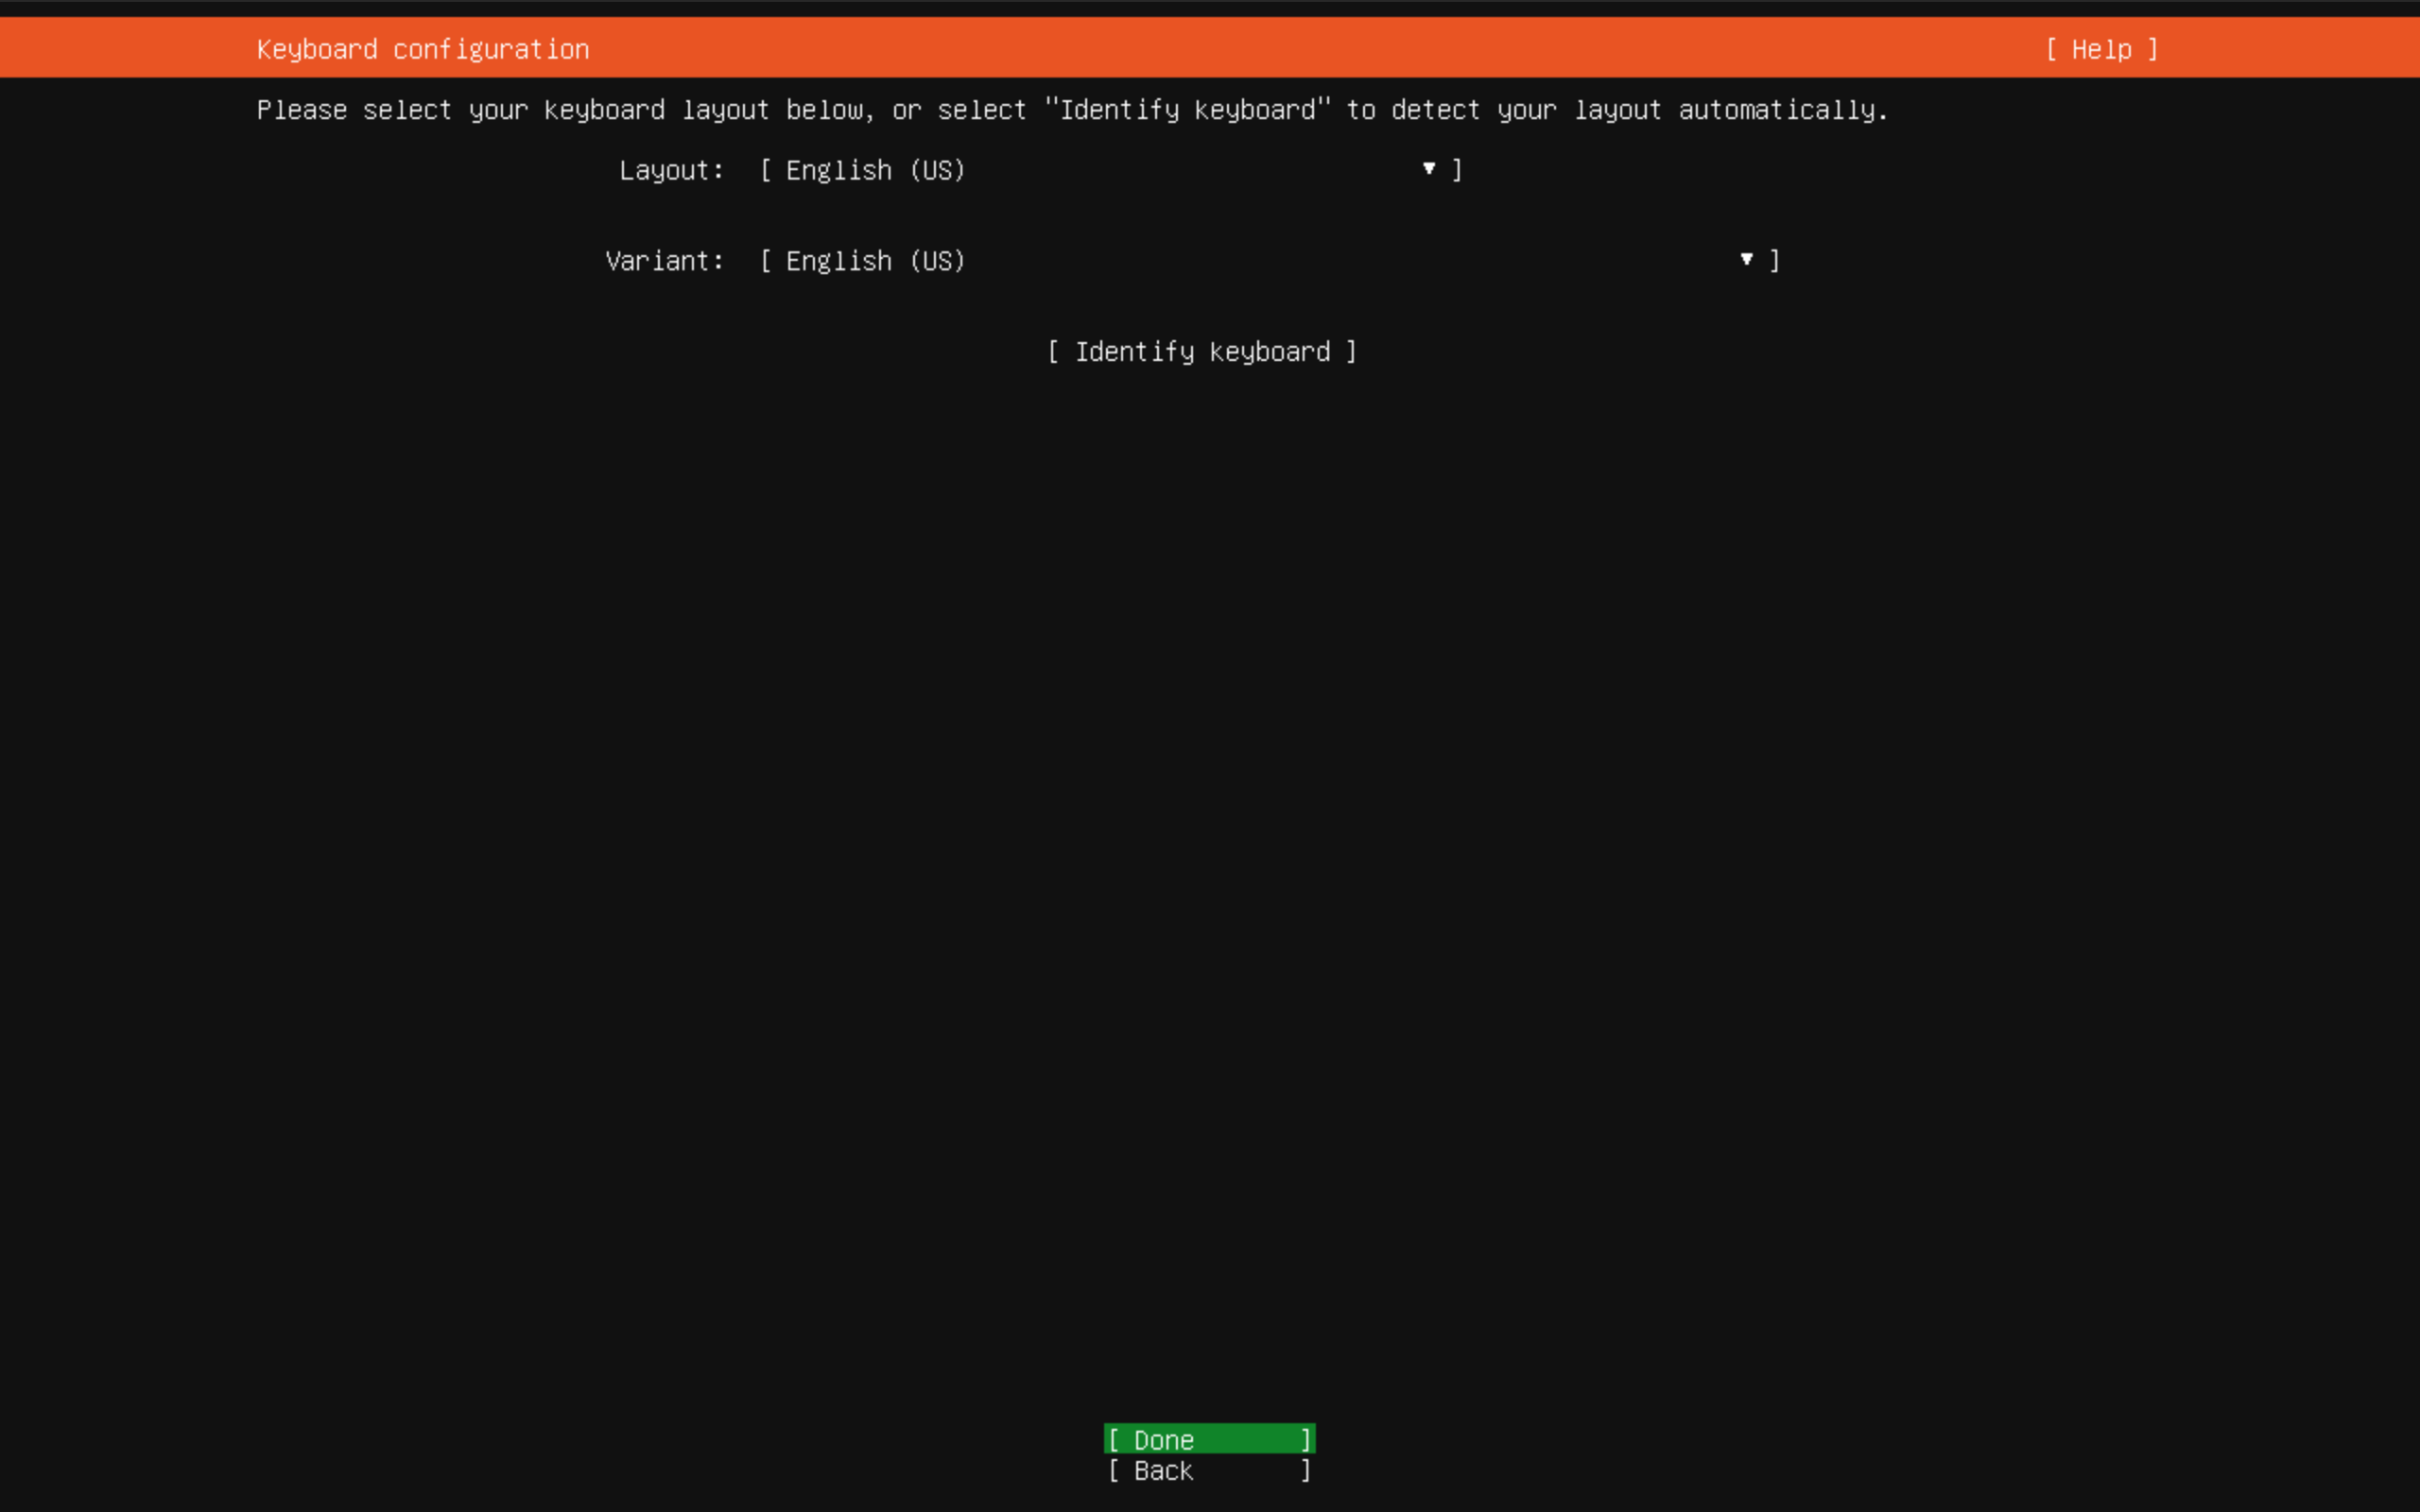 Keyboard configuration [ Help ]
Please select your keyboard layout below, or select "Identify keyboard" to detect your layout automatically.
Layout: [ English (US) ▾ ]
Variant: [ English (US) ▾ ]
[ Identify keyboard ]
[ Done ]
[ Back ]